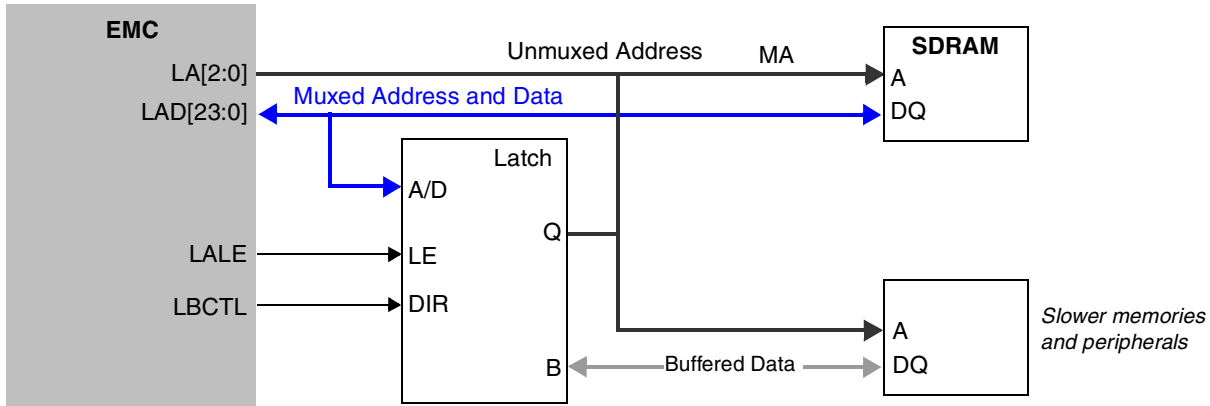 EMC
Unmuxed Address
MA
SDRAM
LA[2:0]
A
Muxed Address and Data
LAD[23:0]
DQ
Latch
A/D
Q
LALE
LE
LBCTL
DIR
Slower memories
and peripherals
A
B
Buffered Data
DQ